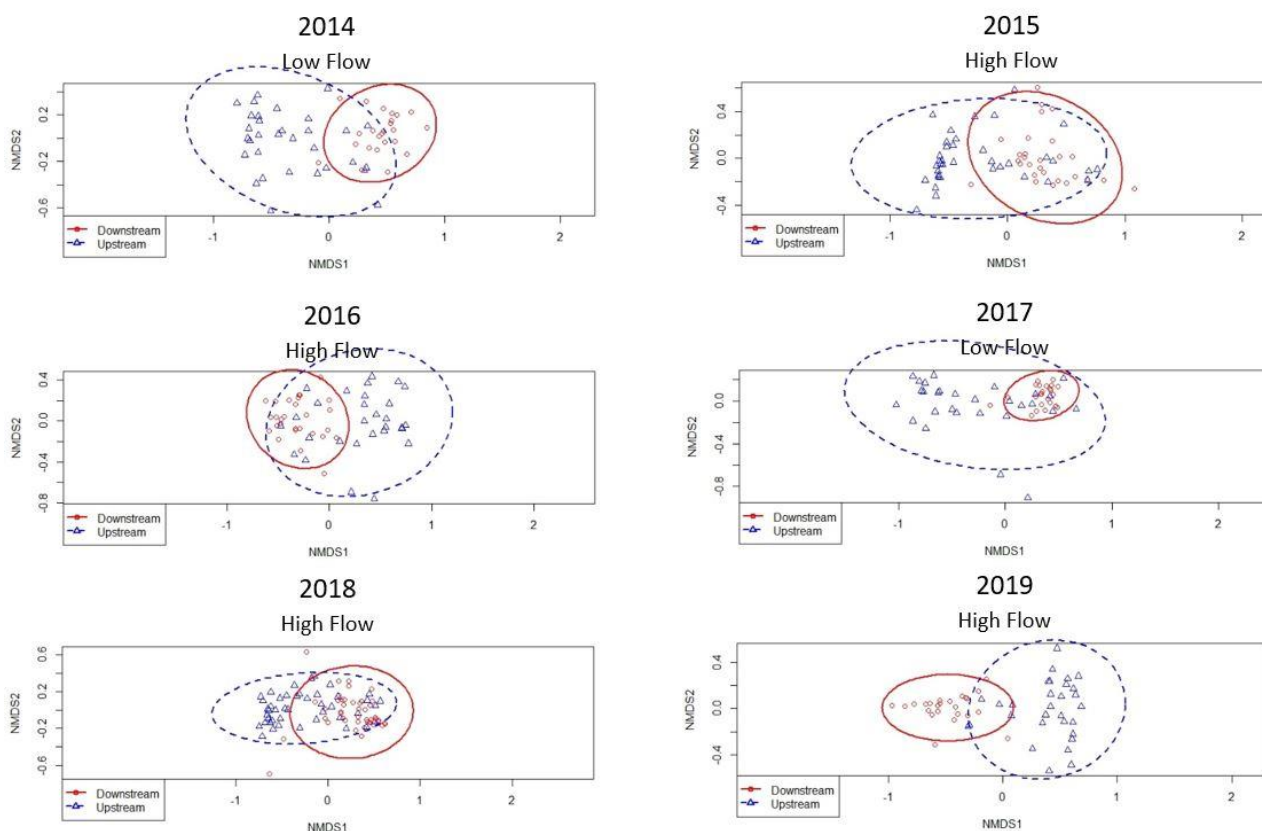 2014
Low Flow
NMDS2
0.2
-0.2
-0.6
-1
0
1
2
NMDS1
Downstream
Upstream
2015
High Flow
NMDS2
0.4
0.0
-0.4
-1
0
1
2
NMDS1
Downstream
Upstream
2016
High Flow
NMDS2
0.4
0.0
-0.4
-0.8
-1
0
1
2
NMDS1
Downstream
Upstream
2017
Low Flow
NMDS2
0.0
-0.4
-0.8
-1
0
1
2
NMDS1
Downstream
Upstream
2018
High Flow
NMDS2
0.6
0.2
-0.2
-0.6
-1
0
1
2
NMDS1
Downstream
Upstream
2019
High Flow
NMDS2
0.4
0.0
-0.4
-1
0
1
2
NMDS1
Downstream
Upstream